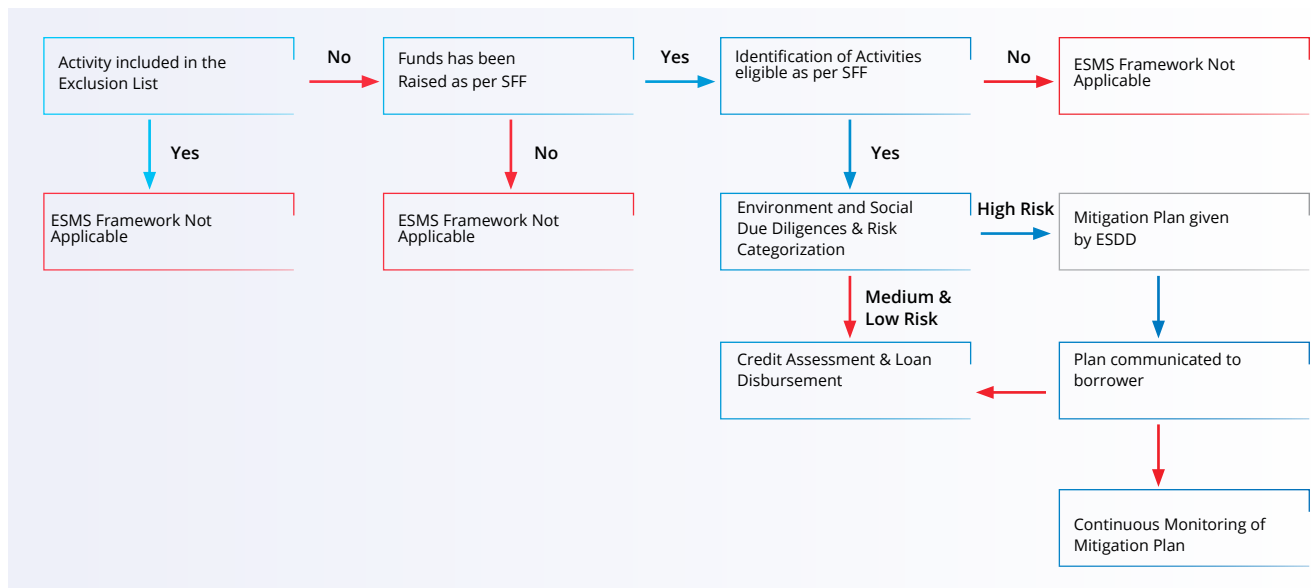 Activity included in the
Exclusion List
No
Funds has been
Raised as per SFF
Yes
Identification of Activities
eligible as per SFF
No
ESMS Framework Not
Applicable
Yes
No
Yes
ESMS Framework Not
Applicable
ESMS Framework Not
Applicable
Environment and Social
Due Diligences & Risk
Categorization
High Risk
Mitigation Plan given
by ESDD
Medium &
Low Risk
Credit Assessment & Loan
Disbursement
Plan communicated to
borrower
Continuous Monitoring of
Mitigation Plan